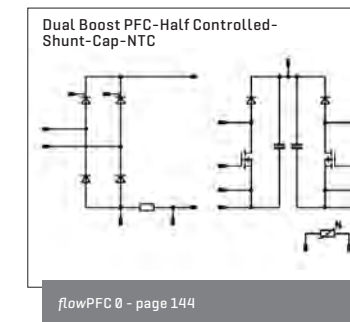 Dual Boost PFC-Half Controlled-
Shunt-Cap-NTC
flowPFC 0 - page 144